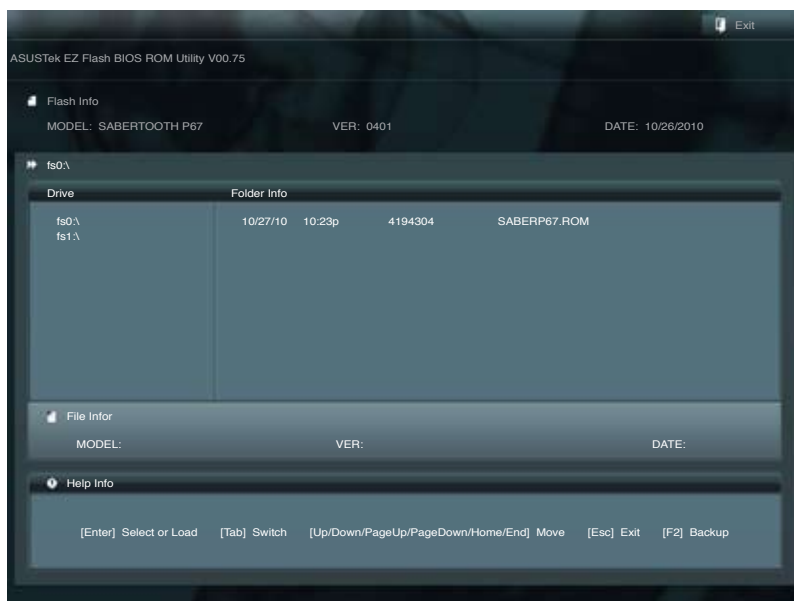 Exit
ASUSTek EZ Flash BIOS ROM Utility V00.75
Flash Info
MODEL: SABERTOOTH P67 VER: 0401 DATE: 10/26/2010
fs0:\
Drive Folder Info
fs0:\ 10/27/10 10:23p 4194304 SABERP67.ROM
fs1:\
File Infor
MODEL: VER: DATE:
Help Info
[Enter] Select or Load [Tab] Switch [Up/Down/PageUp/PageDown/Home/End] Move [Esc] Exit [F2] Backup